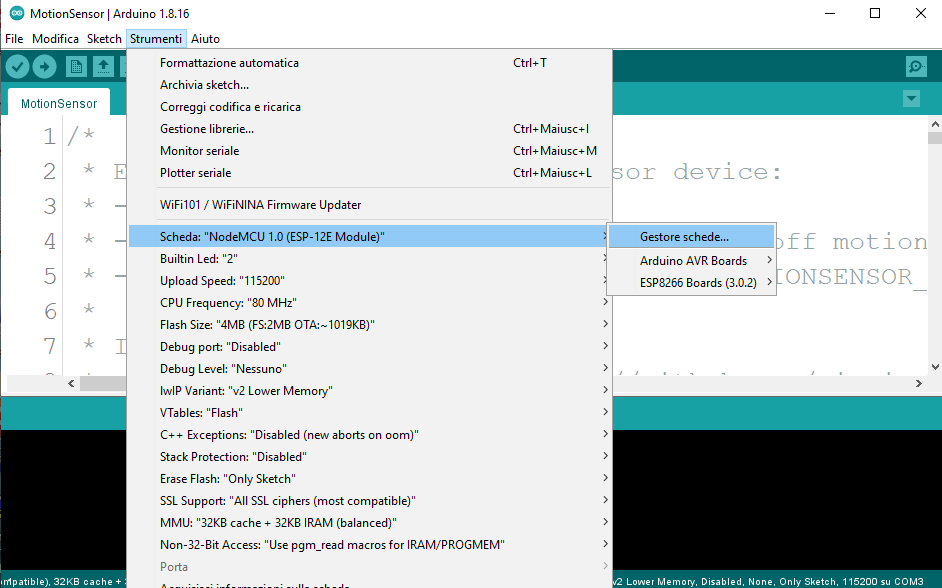 MotionSensor | Arduino 1.8.16
File Modifica Sketch Strumenti Aiuto
Formattazione automatica Ctrl+T
Archivia sketch...
Correggi codifica e ricarica
Gestione librerie... Ctrl+Maiusc+I
Monitor seriale Ctrl+Maiusc+M
Plotter seriale Ctrl+Maiusc+L
WiFi101 / WiFiNINA Firmware Updater
Scheda: "NodeMCU 1.0 (ESP-12E Module)"
Builtin Led: "2"
Upload Speed: "115200"
CPU Frequency: "80 MHz"
Flash Size: "4MB (FS:2MB OTA:~1019KB)"
Debug port: "Disabled"
Debug Level: "Nessuno"
lwIP Variant: "v2 Lower Memory"
VTables: "Flash"
C++ Exceptions: "Disabled (new aborts on oom)"
Stack Protection: "Disabled"
Erase Flash: "Only Sketch"
SSL Support: "All SSL ciphers (most compatible)"
MMU: "32KB cache + 32KB IRAM (balanced)"
Non-32-Bit Access: "Use pgm_read macros for IRAM/PROGMEM"
Porta
Gestore schede...
Arduino AVR Boards
ESP8266 Boards (3.0.2)
MotionSensor
1 /*
2 * E sor device:
3 * -
4 * - off motion
5 * - IONSENSOR_
6 *
7 * I
mpatible), 32KB cache + v2 Lower Memory, Disabled, None, Only Sketch, 115200 su COM3